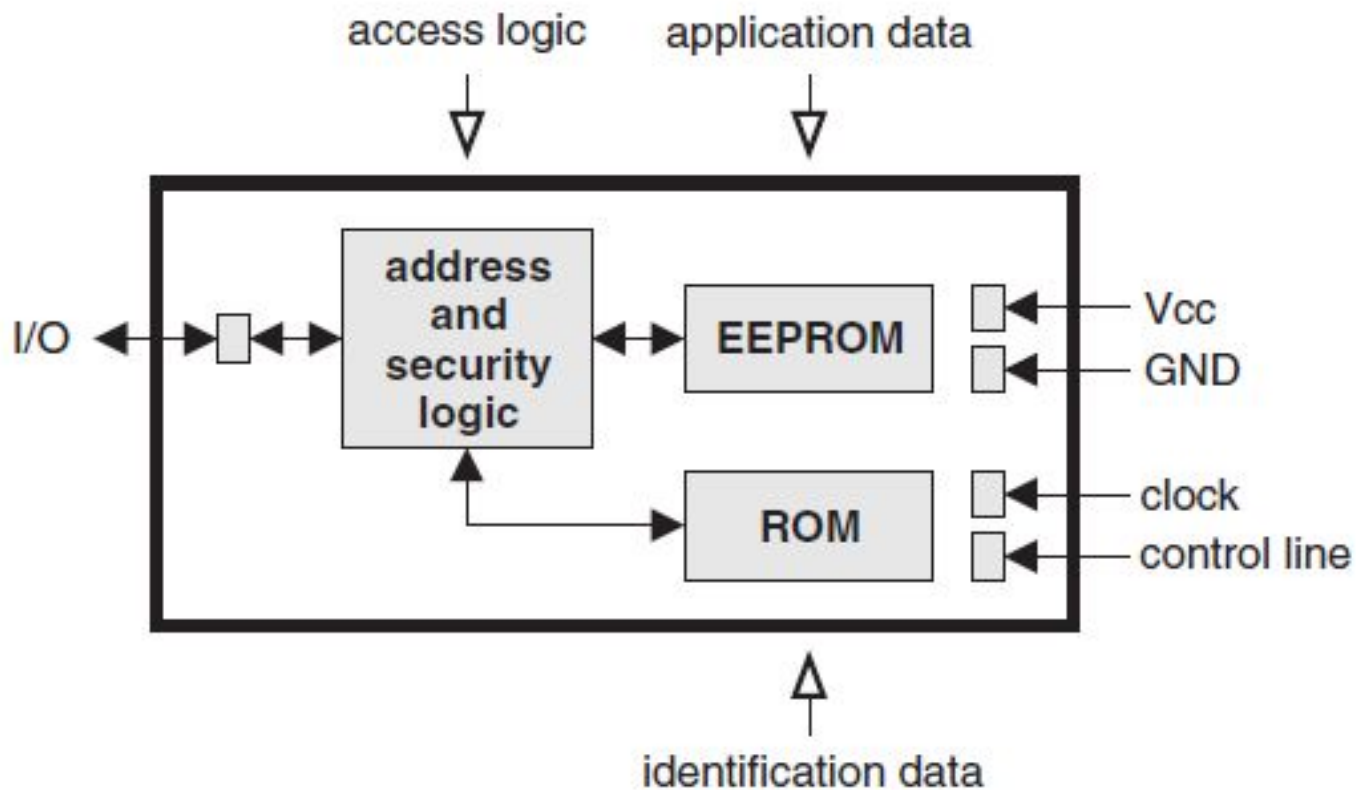 access logic
application data
address
and
security
logic
I/O
EEPROM
Vcc
GND
ROM
clock
control line
identification data